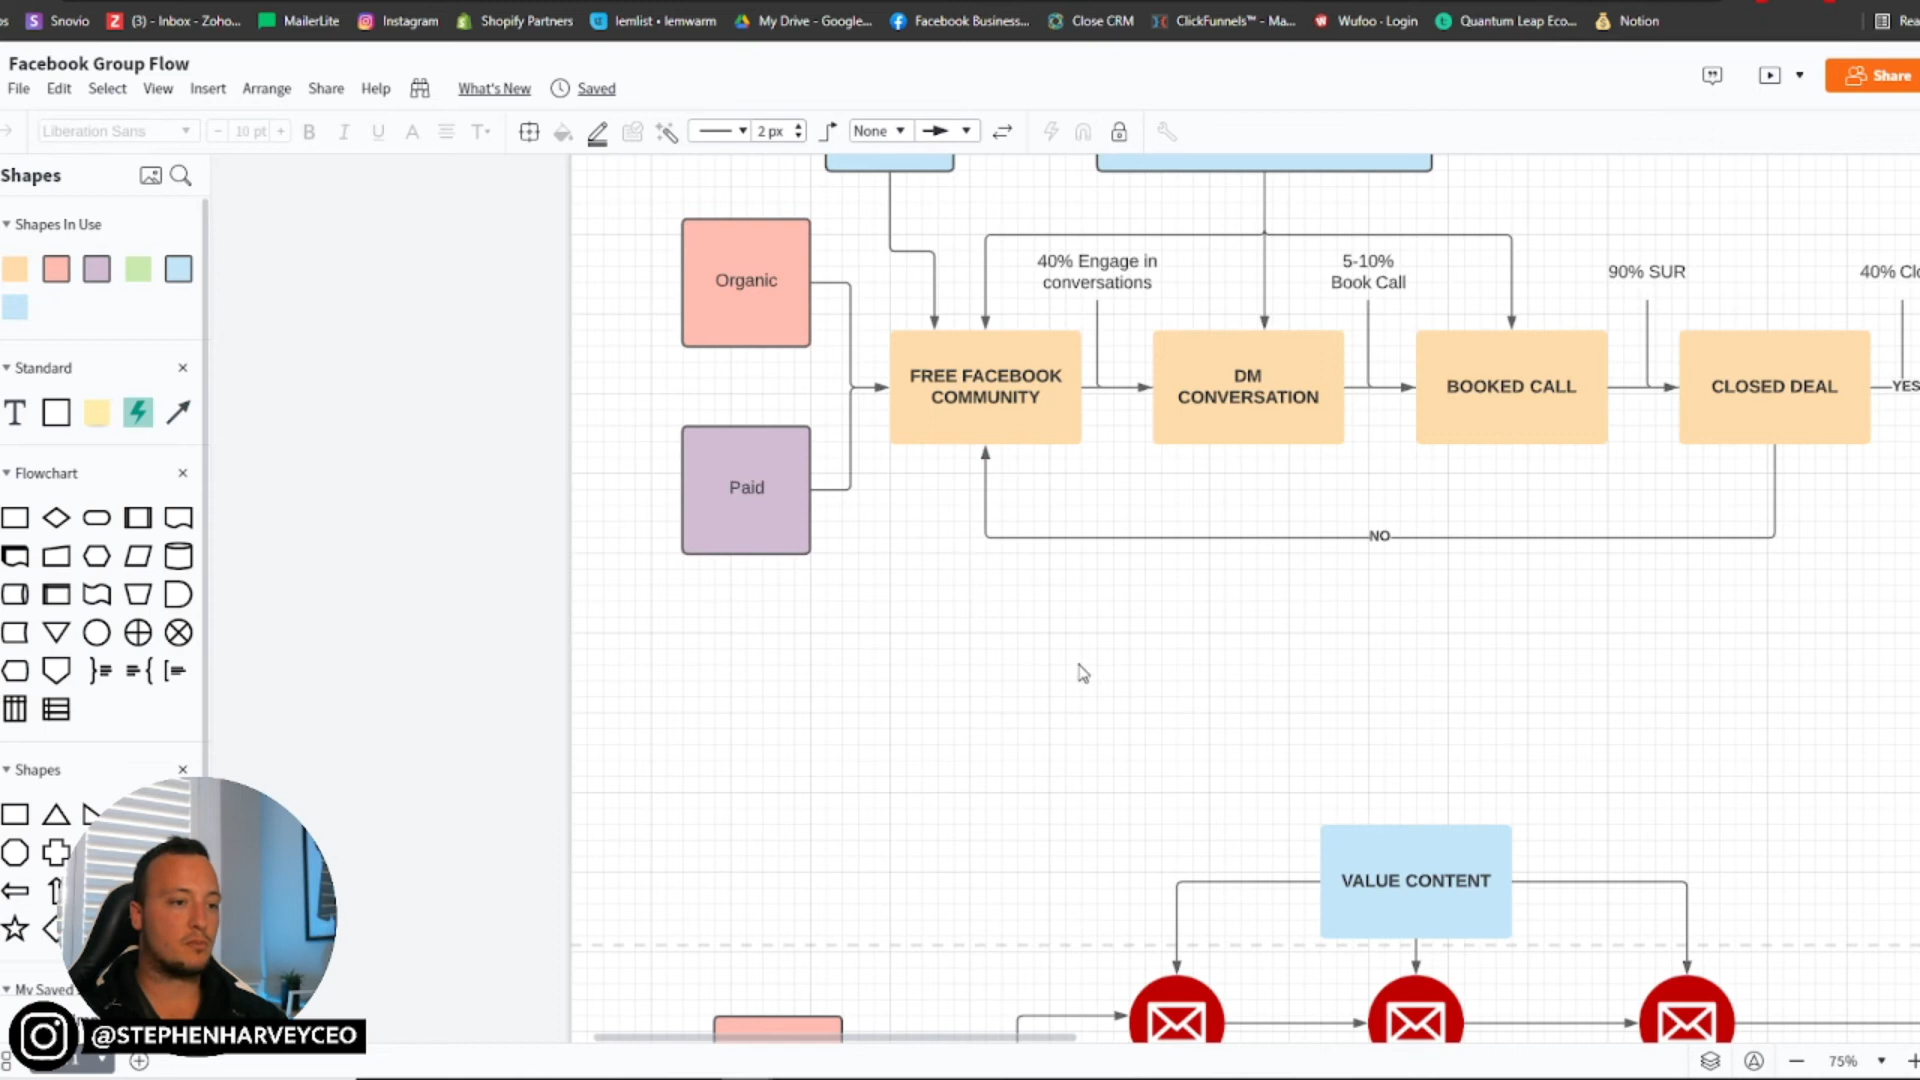 Snovio
(3) - Inbox - Zoho...
MailerLite
Instagram
Shopify Partners
lemlist • lemwarm
My Drive - Google...
Facebook Business...
Close CRM
ClickFunnels™ - Ma...
Wufoo · Login
Quantum Leap Eco...
Notion
Facebook Group Flow
File Edit Select View Insert Arrange Share Help What's New Saved
Share
Liberation Sans
- 10 pt +
B I U A T
2 px
None
Shapes
Shapes In Use
Standard
T
Flowchart
Shapes
Organic
Paid
40% Engage in
conversations
5-10%
Book Call
90% SUR
FREE FACEBOOK
COMMUNITY
DM
CONVERSATION
BOOKED CALL
CLOSED DEAL
YES
NO
VALUE CONTENT
My Saved
@STEPHENHARVEYCEO
75%